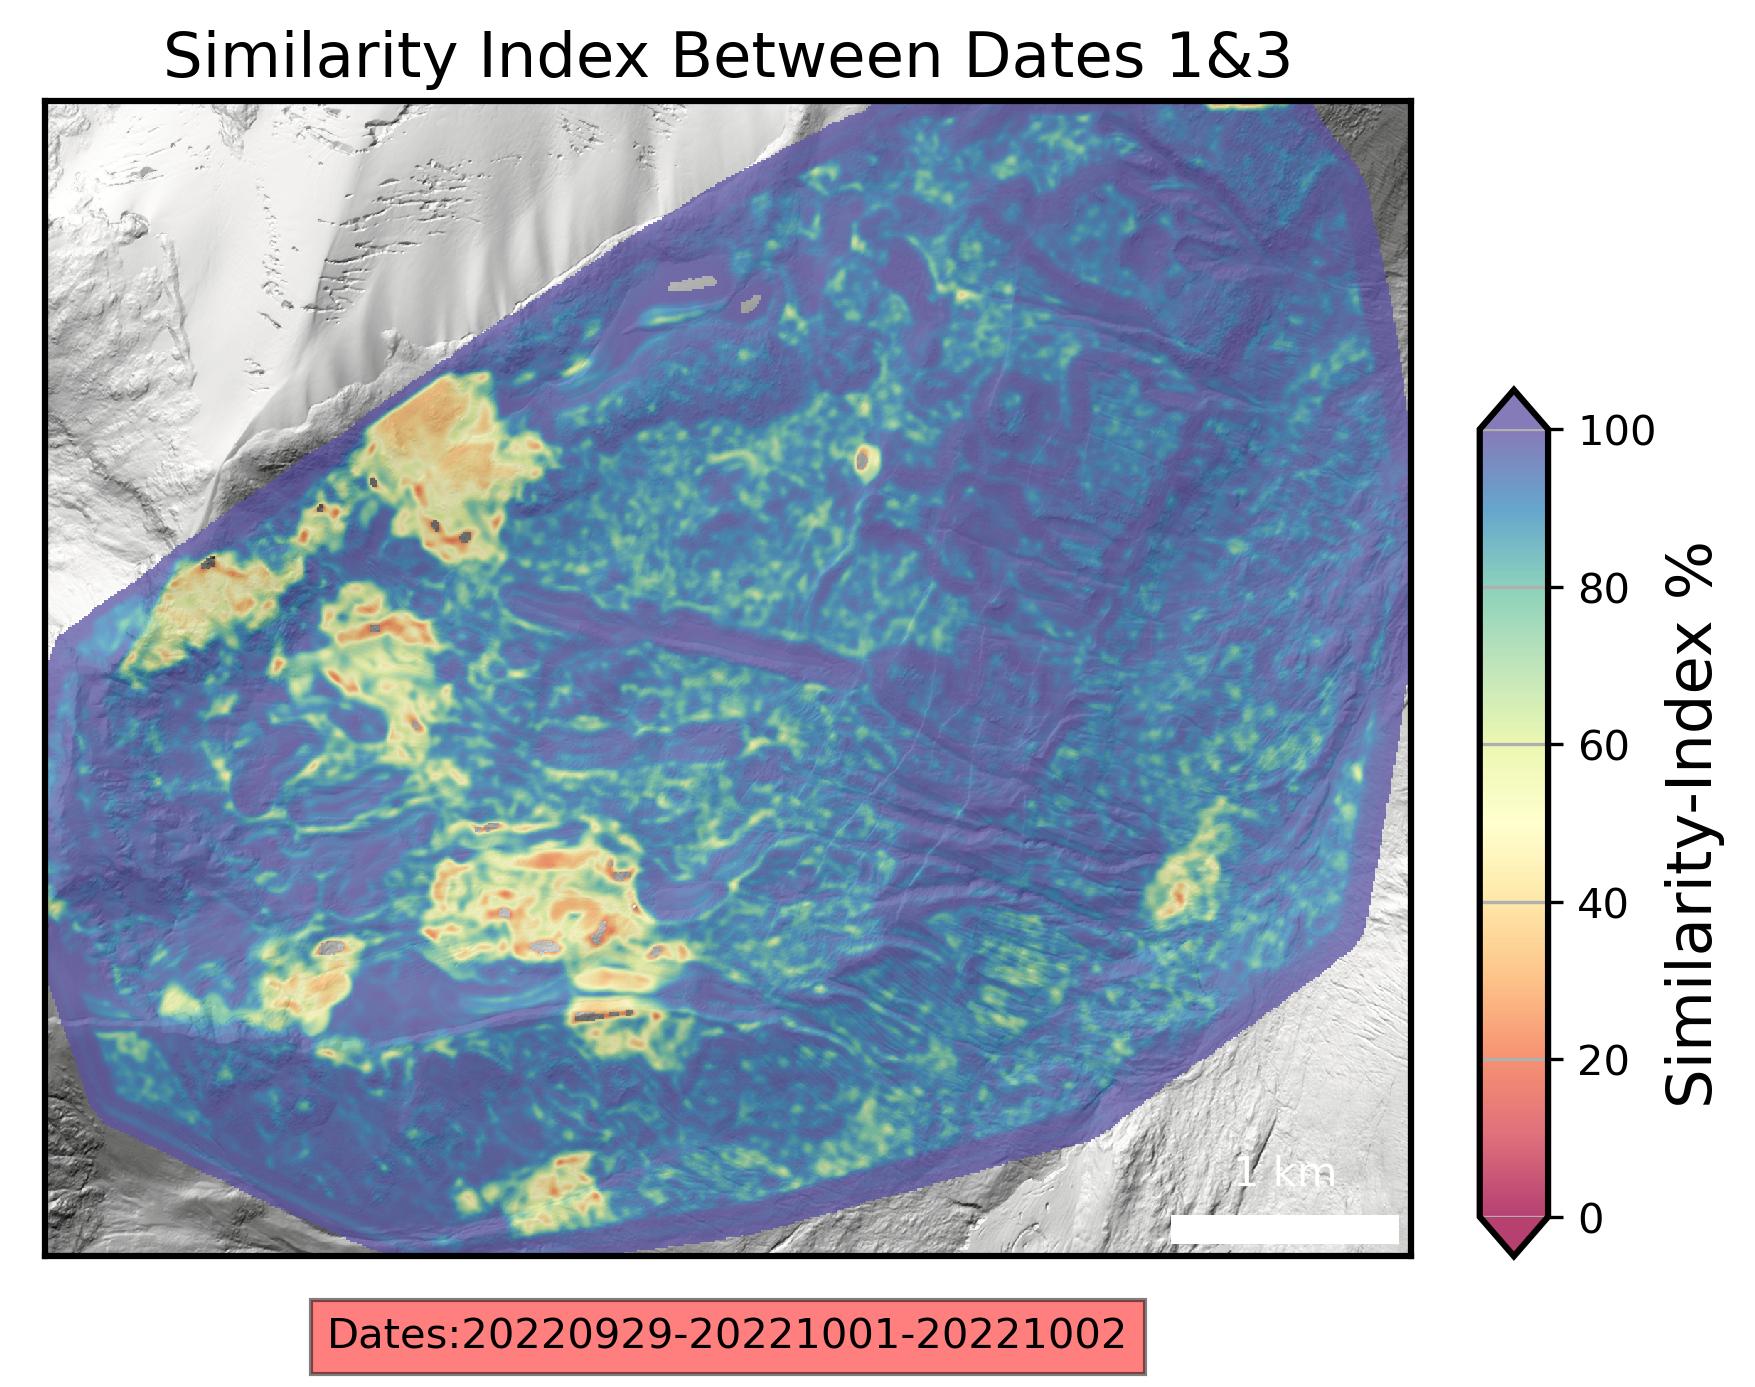 Similarity Index Between Dates 1&3
100
80
60
40
20
0
Similarity-Index %
1 km
Dates:20220929-20221001-20221002